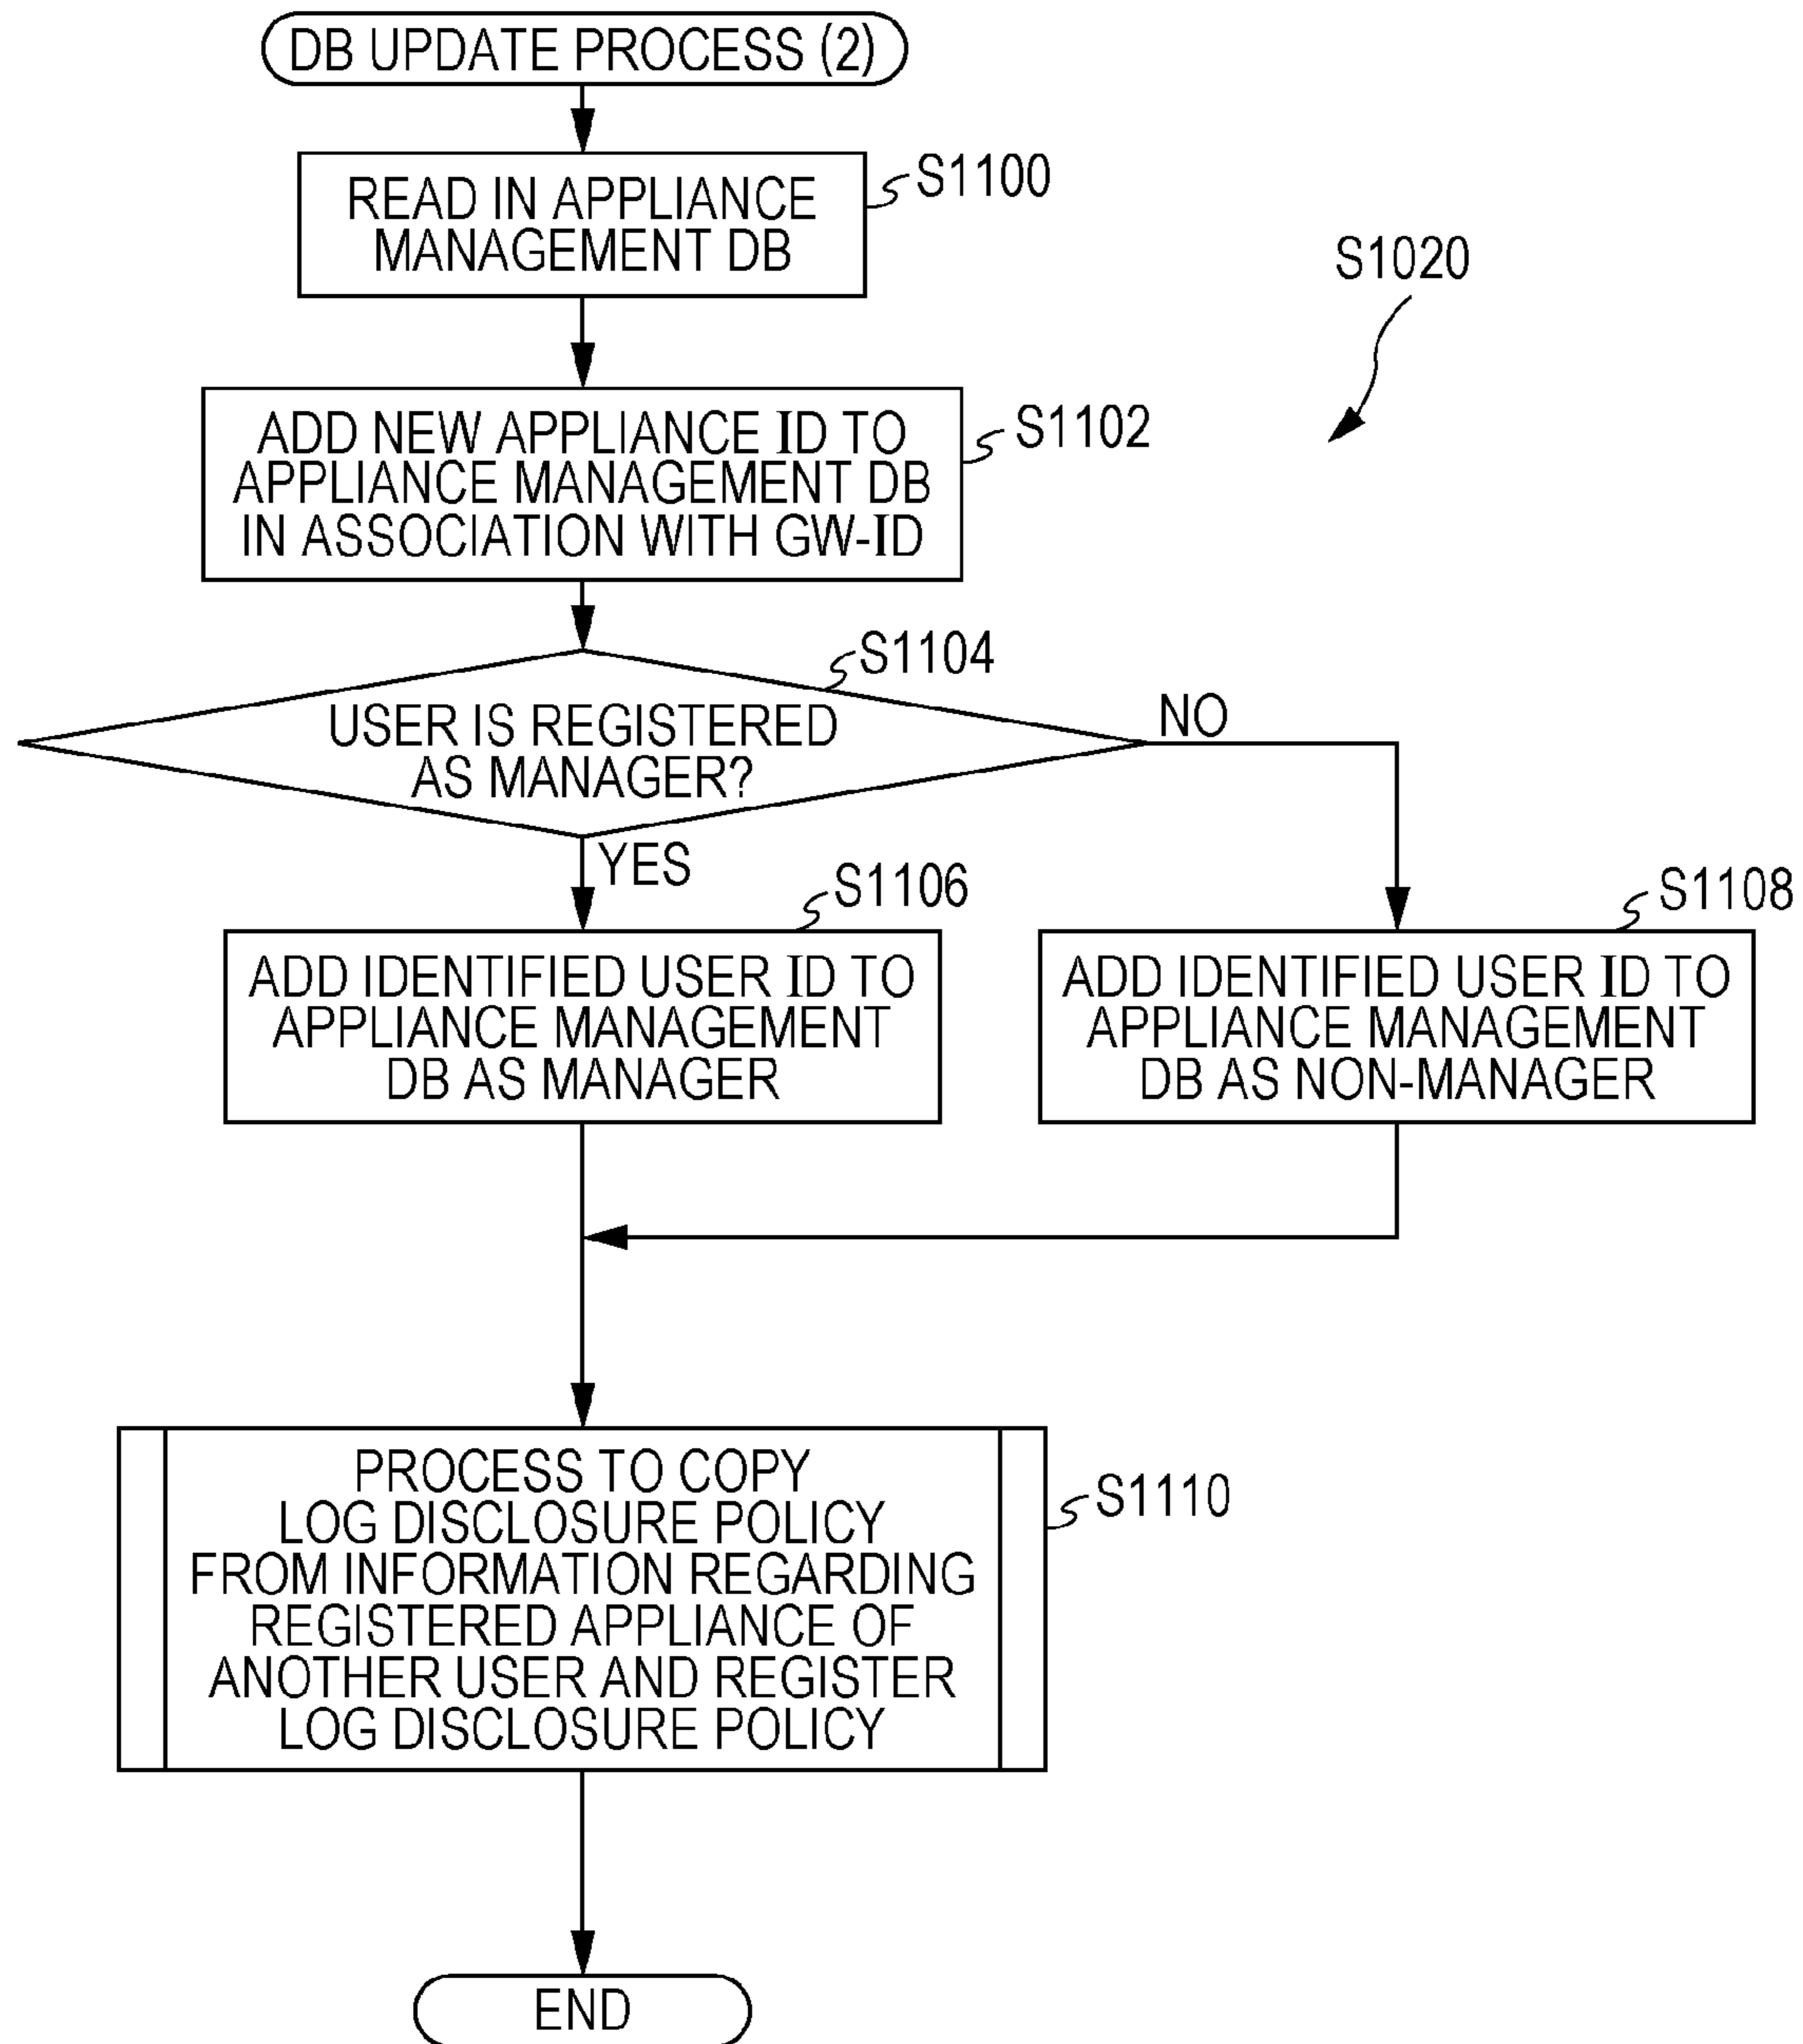 DB UPDATE PROCESS (2)
S1100
READ IN APPLIANCE
MANAGEMENT DB
S1020
S1102
ADD NEW APPLIANCE ID TO
APPLIANCE MANAGEMENT DB
IN ASSOCIATION WITH GW-ID
S1104
USER IS REGISTERED
AS MANAGER?
NO
YES
S1106
ADD IDENTIFIED USER ID TO
APPLIANCE MANAGEMENT
DB AS MANAGER
S1108
ADD IDENTIFIED USER ID TO
APPLIANCE MANAGEMENT
DB AS NON-MANAGER
S1110
PROCESS TO COPY
LOG DISCLOSURE POLICY
FROM INFORMATION REGARDING
REGISTERED APPLIANCE OF
ANOTHER USER AND REGISTER
LOG DISCLOSURE POLICY
END